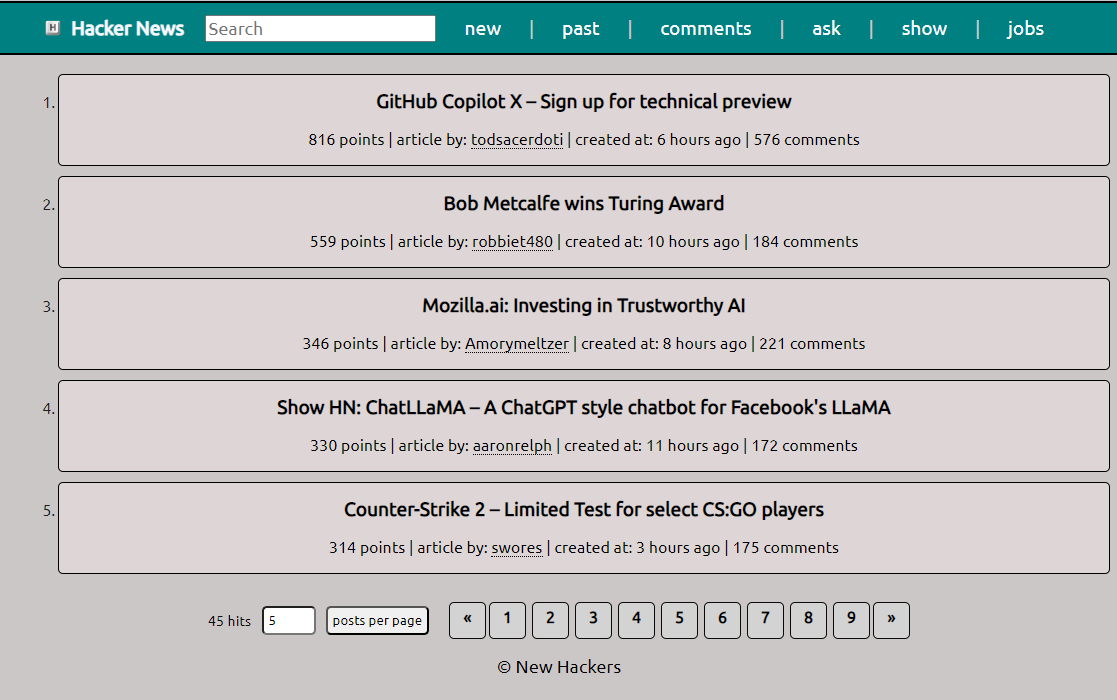 H Hacker News Search new | past | comments | ask | show | jobs
1. GitHub Copilot X – Sign up for technical preview
816 points | article by: todsacerdoti | created at: 6 hours ago | 576 comments
2. Bob Metcalfe wins Turing Award
559 points | article by: robbiet480 | created at: 10 hours ago | 184 comments
3. Mozilla.ai: Investing in Trustworthy AI
346 points | article by: Amorymeltzer | created at: 8 hours ago | 221 comments
4. Show HN: ChatLLaMA – A ChatGPT style chatbot for Facebook's LLaMA
330 points | article by: aaronrelph | created at: 11 hours ago | 172 comments
5. Counter-Strike 2 – Limited Test for select CS:GO players
314 points | article by: swores | created at: 3 hours ago | 175 comments
45 hits 5 posts per page « 1 2 3 4 5 6 7 8 9 »
© New Hackers